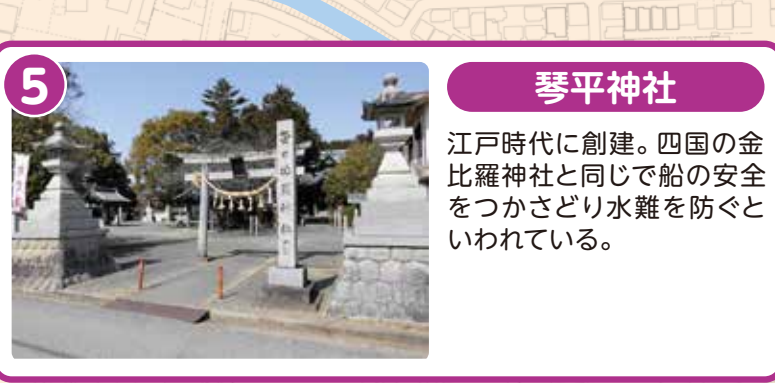 5
琴平神社
江戸時代に創建。四国の金
比羅神社と同じで船の安全
をつかさどり水難を防ぐと
いわれている。